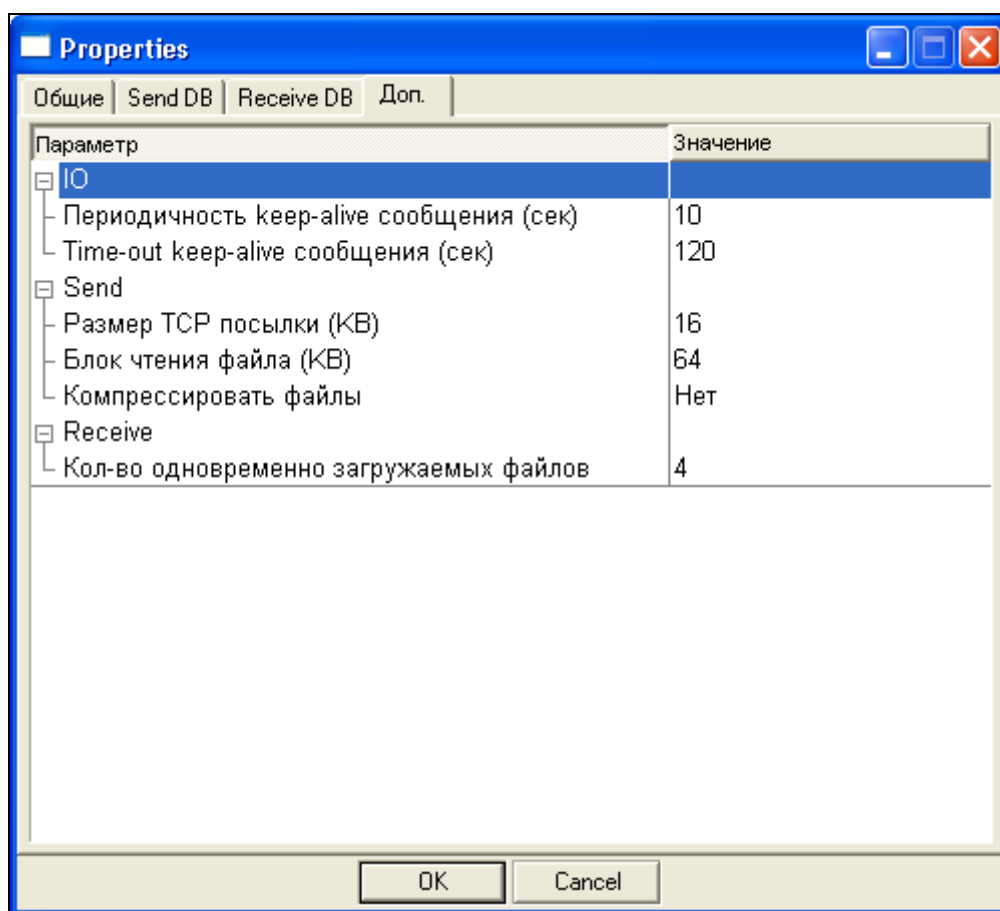 Properties
Общие Send DB Receive DB Доп.
Параметр Значение
IO
Периодичность keep-alive сообщения (сек) 10
Time-out keep-alive сообщения (сек) 120
Send
Размер TCP посылки (KB) 16
Блок чтения файла (KB) 64
Компрессировать файлы Нет
Receive
Кол-во одновременно загружаемых файлов 4
OK Cancel